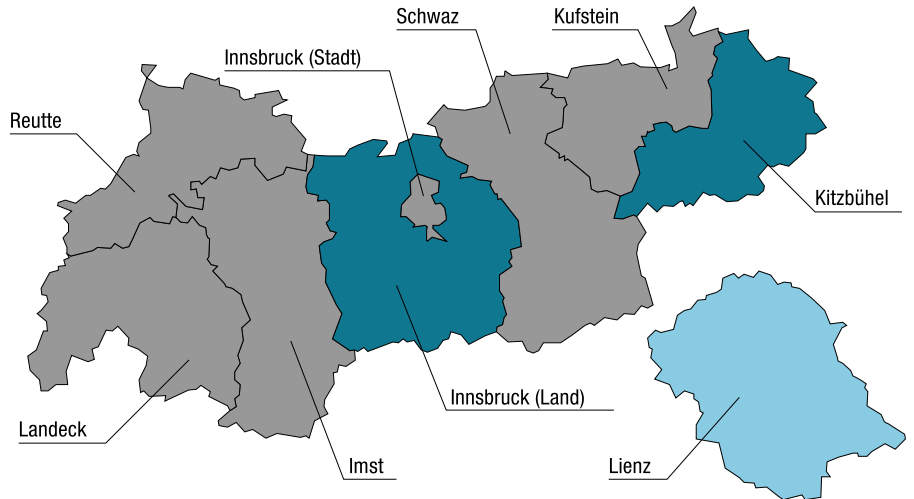 Schwaz
Kufstein
Innsbruck (Stadt)
Reutte
Kitzbühel
Innsbruck (Land)
Landeck
Imst
Lienz